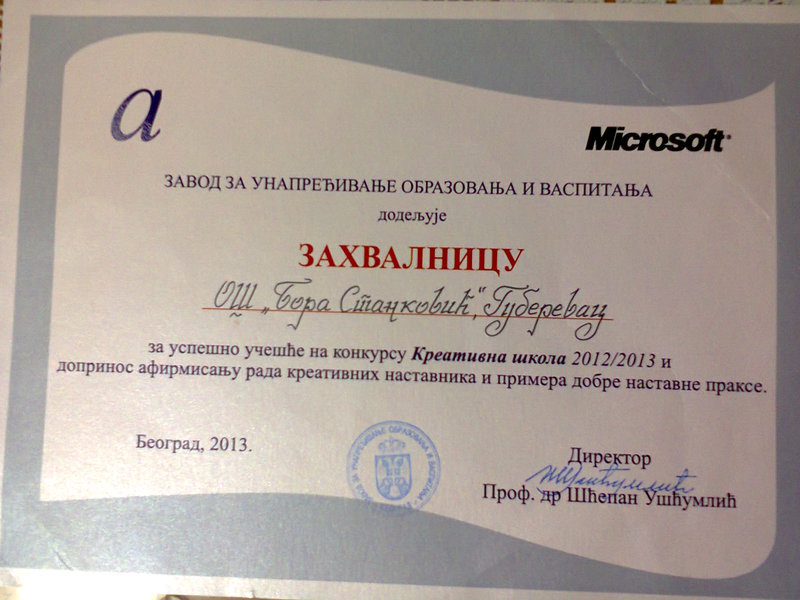 a
Microsoft
ЗАВОД ЗА УНАПРЕЂИВАЊЕ ОБРАЗОВАЊА И ВАСПИТАЊА
додељује
ЗАХВАЛНИЦУ
ОШ „Бора Станковић“, Губеревац
за успешно учешће на конкурсу Креативна школа 2012/2013 и
допринос афирмисању рада креативних наставника и примера добре наставне праксе.
Београд, 2013.
Директор
Проф. др Шћепан Ушћумлић